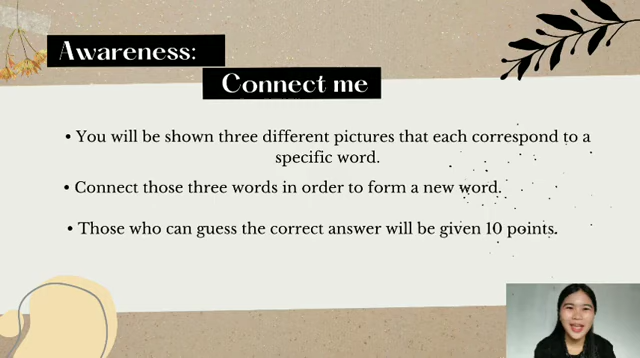 Awareness:
Connect me
• You will be shown three different pictures that each correspond to a
specific word.
• Connect those three words in order to form a new word.
• Those who can guess the correct answer will be given 10 points.